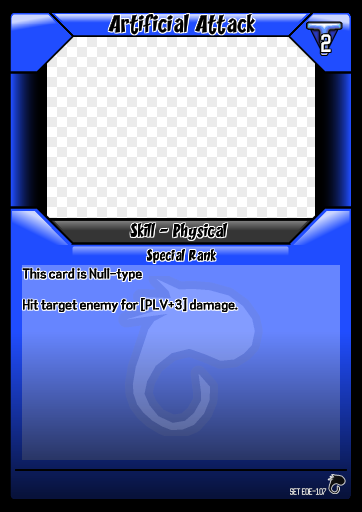 Artificial Attack
2
Skill - Physical
Special Rank
This card is Null-type
Hit target enemy for [PLV+3] damage.
SET EDE-107